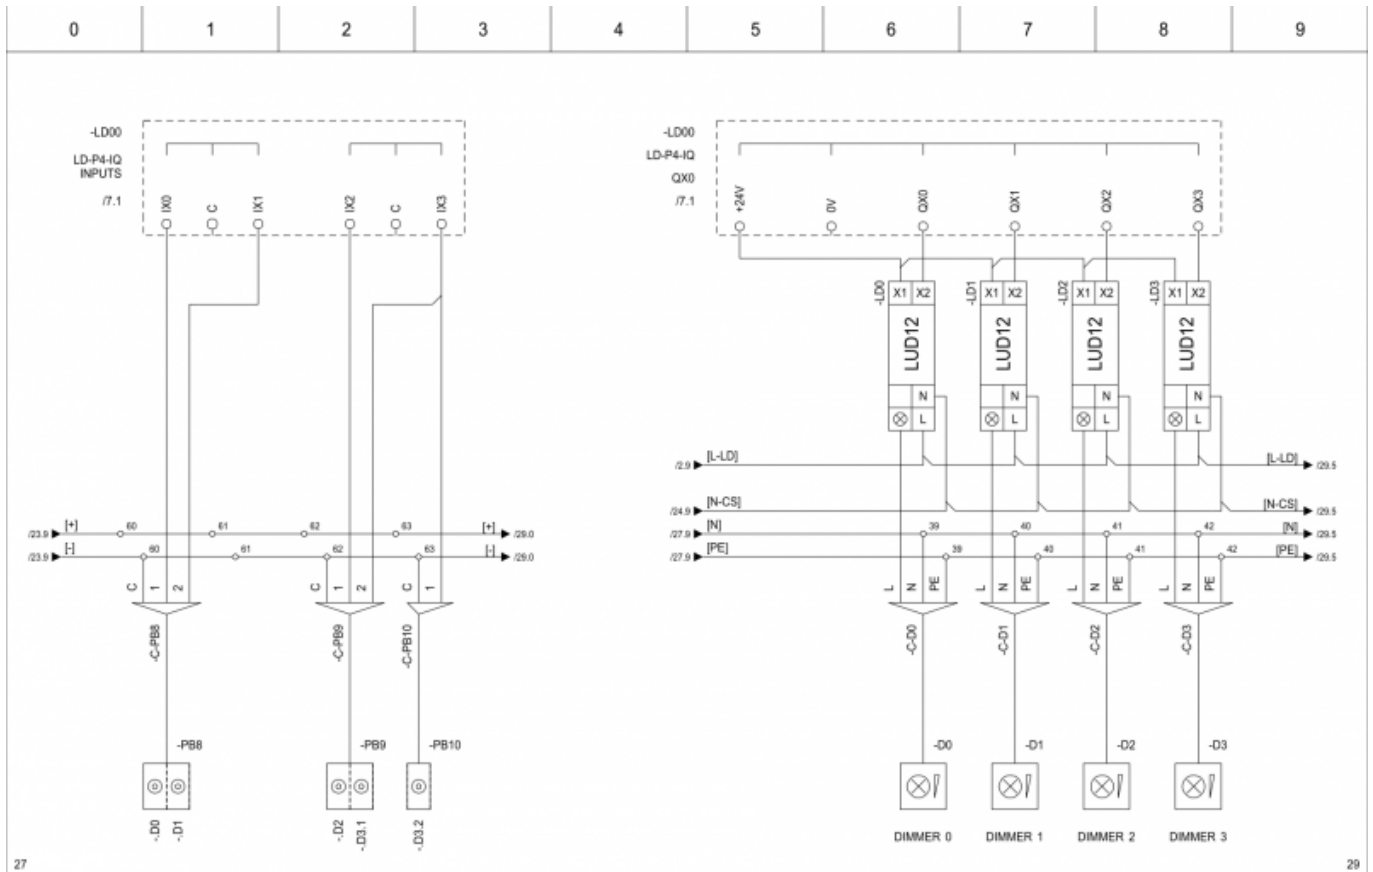 0 1 2 3 4 5 6 7 8 9
-LD00
LD-P4-IQ
INPUTS
/7.1
IX0 C IX1 IX2 C IX3
-LD00
LD-P4-IQ
QX0
/7.1
+24V 0V QX0 QX1 QX2 QX3
-LD0 X1 X2 -LD1 X1 X2 -LD2 X1 X2 -LD3 X1 X2
LUD12 LUD12 LUD12 LUD12
N N N N
L L L L
/2.9 [L-LD] [L-LD] /29.5
/24.9 [N-CS] [N-CS] /29.5
/23.9 [+] 60 61 62 63 [+] /29.0
/27.9 [N] 39 40 41 42 [N] /29.5
/23.9 [-] 60 61 62 63 [-] /29.0
/27.9 [PE] 39 40 41 42 [PE] /29.5
C 1 2 C 1 2 C 1
L N PE L N PE L N PE L N PE
-C-PB8 -C-PB9 -C-PB10
-C-D0 -C-D1 -C-D2 -C-D3
-PB8 -PB9 -PB10
-D0 -D1 -D2 -D3
-.D0 -.D1 -.D2 -.D3.1 -.D3.2
DIMMER 0 DIMMER 1 DIMMER 2 DIMMER 3
27 29